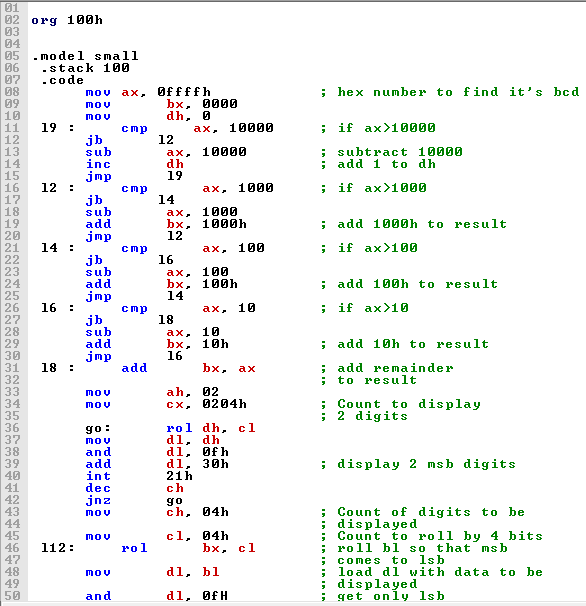 01
02 org 100h
03
04
05 .model small
06 .stack 100
07 .code
08 mov ax, 0ffffh ; hex number to find it's bcd
09 mov bx, 0000
10 mov dh, 0
11 l9 : cmp ax, 10000 ; if ax>10000
12 jb l2
13 sub ax, 10000 ; subtract 10000
14 inc dh ; add 1 to dh
15 jmp l9
16 l2 : cmp ax, 1000 ; if ax>1000
17 jb l4
18 sub ax, 1000
19 add bx, 1000h ; add 1000h to result
20 jmp l2
21 l4 : cmp ax, 100 ; if ax>100
22 jb l6
23 sub ax, 100
24 add bx, 100h ; add 100h to result
25 jmp l4
26 l6 : cmp ax, 10 ; if ax>10
27 jb l8
28 sub ax, 10
29 add bx, 10h ; add 10h to result
30 jmp l6
31 l8 : add bx, ax ; add remainder
32 ; to result
33 mov ah, 02
34 mov cx, 0204h ; Count to display
35 ; 2 digits
36 go: rol dh, cl
37 mov dl, dh
38 and dl, 0fh
39 add dl, 30h ; display 2 msb digits
40 int 21h
41 dec ch
42 jnz go
43 mov ch, 04h ; Count of digits to be
44 ; displayed
45 mov cl, 04h ; Count to roll by 4 bits
46 l12: rol bx, cl ; roll bl so that msb
47 ; comes to lsb
48 mov dl, bl ; load dl with data to be
49 ; displayed
50 and dl, 0fH ; get only lsb